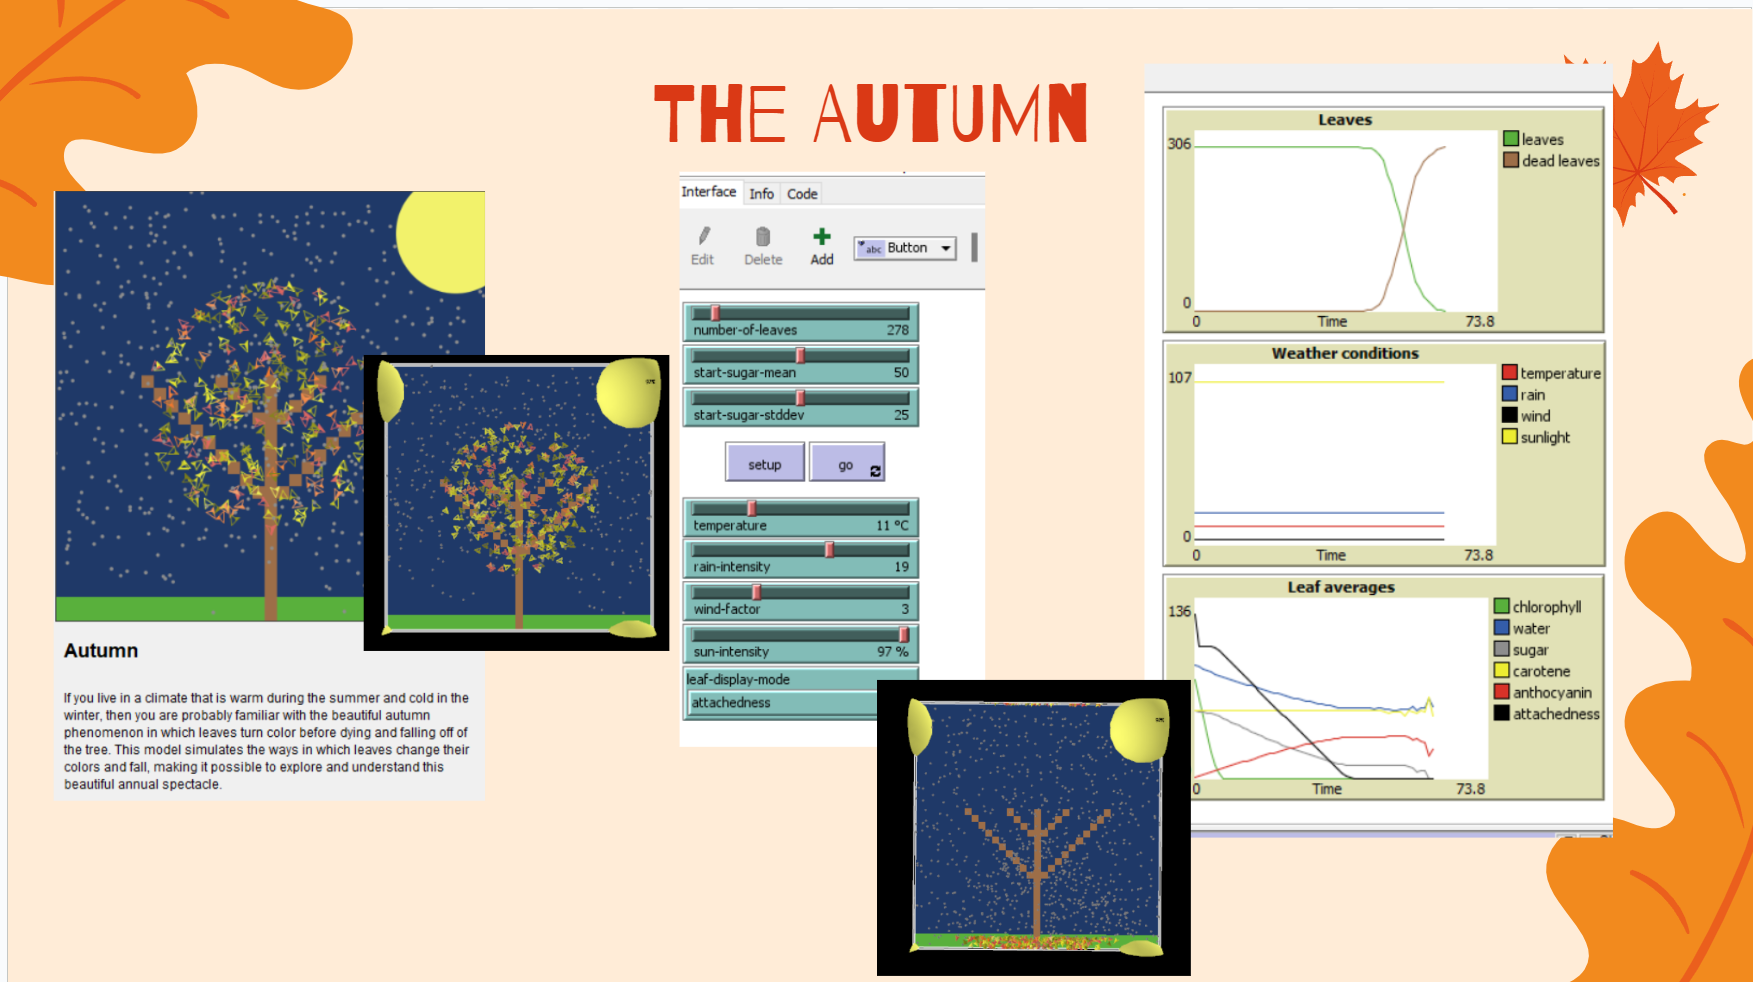 THE AUTUMN
Autumn
If you live in a climate that is warm during the summer and cold in the
winter, then you are probably familiar with the beautiful autumn
phenomenon in which leaves turn color before dying and falling off of
the tree. This model simulates the ways in which leaves change their
colors and fall, making it possible to explore and understand this
beautiful annual spectacle.
Interface Info Code
Edit Delete Add abc Button
number-of-leaves 278
start-sugar-mean 50
start-sugar-stddev 25
setup go
temperature 11 °C
rain-intensity 19
wind-factor 3
sun-intensity 97 %
leaf-display-mode
attachedness
Leaves
306
0
0 Time 73.8
leaves
dead leaves
Weather conditions
107
0
0 Time 73.8
temperature
rain
wind
sunlight
Leaf averages
136
0 Time 73.8
chlorophyll
water
sugar
carotene
anthocyanin
attachedness